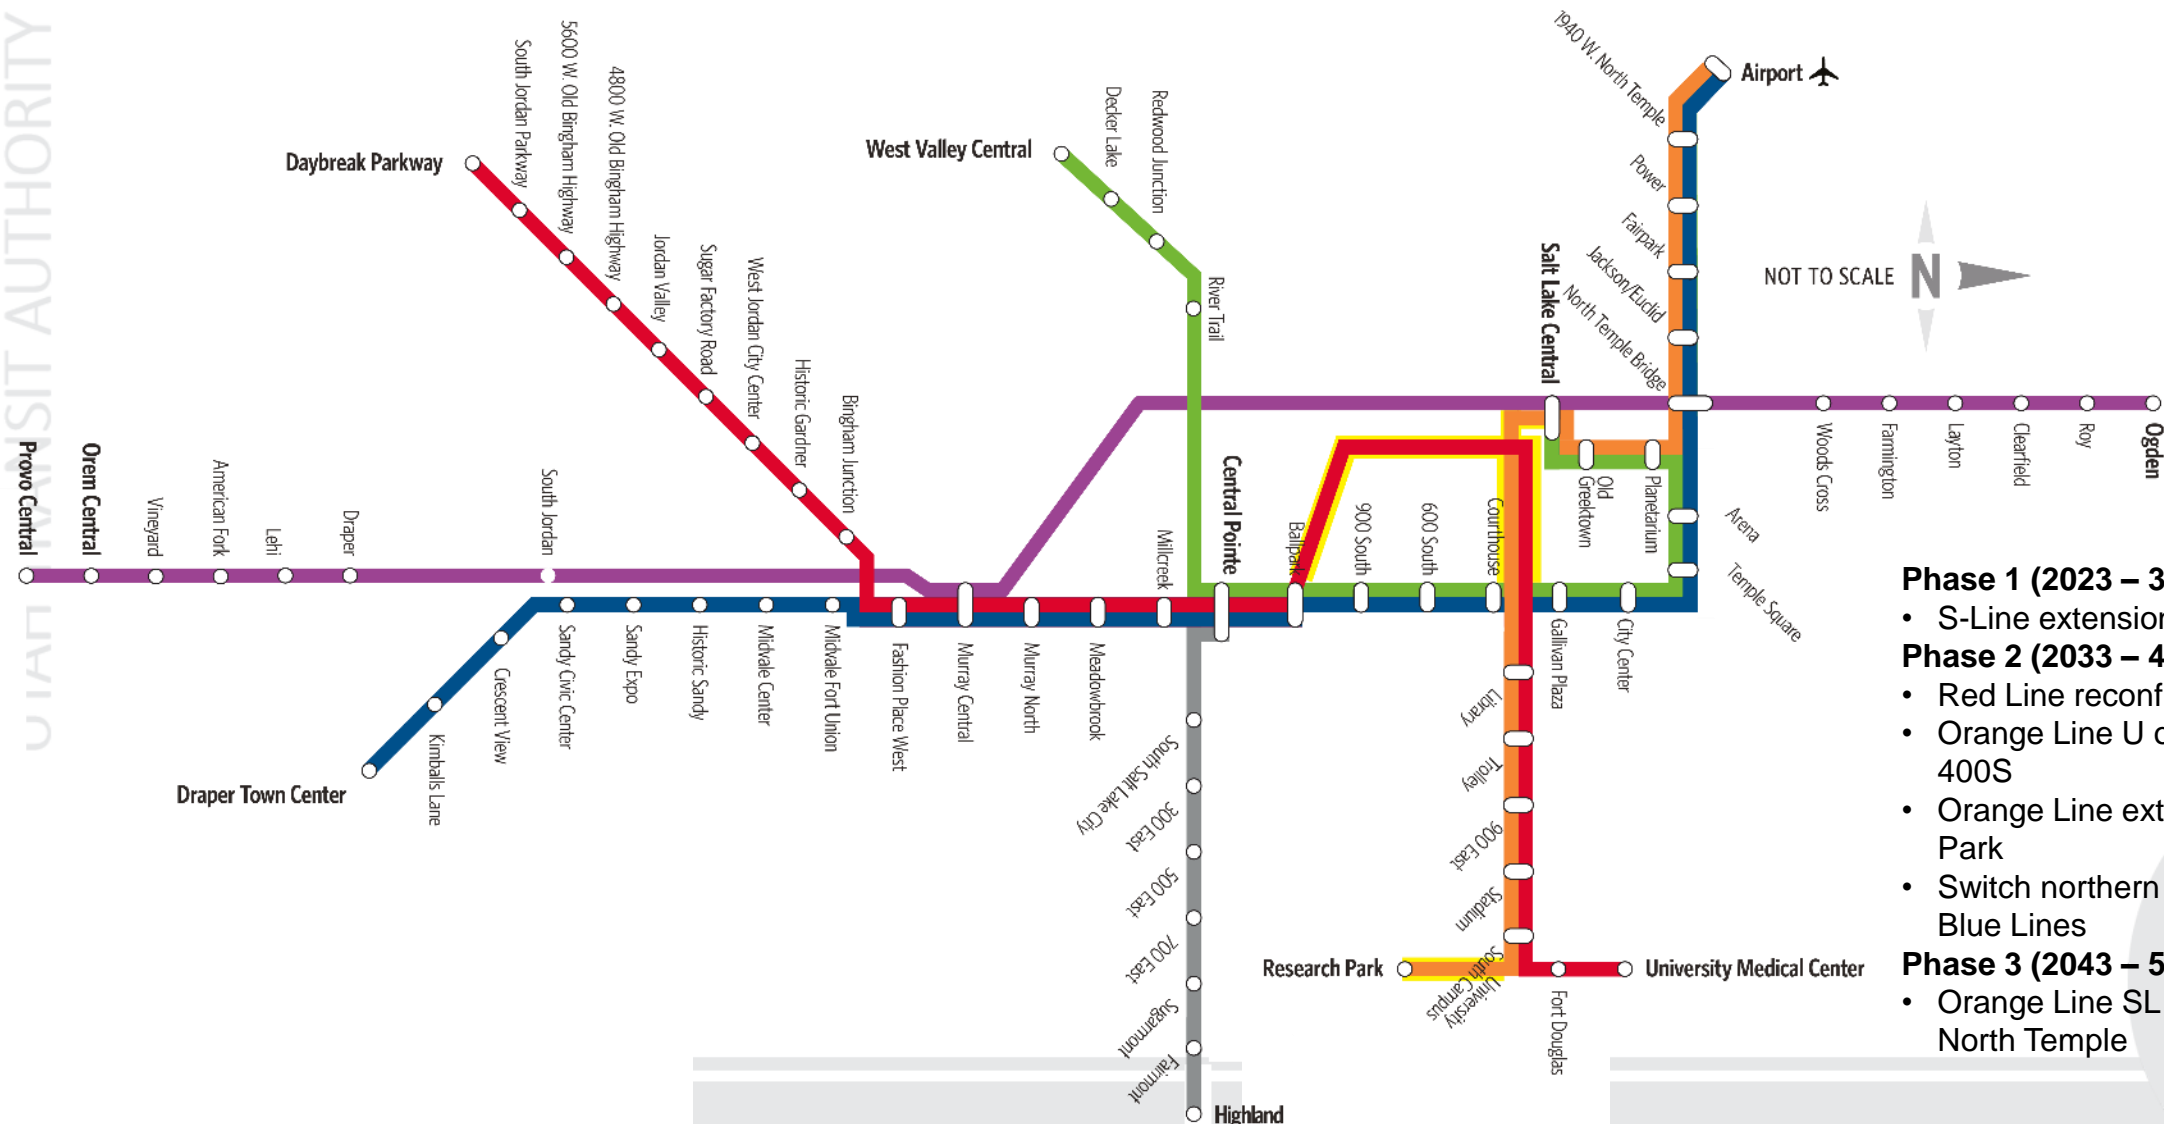 UTAH TRANSIT AUTHORITY
1940 W. North Temple
Airport
Power
Fairpark
Jackson/Euclid
North Temple Bridge
NOT TO SCALE N
Daybreak Parkway
South Jordan Parkway
5600 W. Old Bingham Highway
4800 W. Old Bingham Highway
Jordan Valley
Sugar Factory Road
West Jordan City Center
Historic Gardner
Bingham Junction
West Valley Central
Decker Lake
Redwood Junction
River Trail
Salt Lake Central
Old
Greektown
Planetarium
Arena
Temple Square
Woods Cross
Farmington
Layton
Clearfield
Roy
Ogden
Provo Central
Orem Central
Vineyard
American Fork
Lehi
Draper
South Jordan
Millcreek
Central Pointe
Ballpark
900 South
600 South
Courthouse
Gallivan Plaza
City Center
Draper Town Center
Kimballs Lane
Crescent View
Sandy Civic Center
Sandy Expo
Historic Sandy
Midvale Center
Midvale Fort Union
Fashion Place West
Murray Central
Murray North
Meadowbrook
South Salt Lake City
300 East
500 East
700 East
Sugarmont
Fairmont
Highland
Library
Trolley
900 East
Stadium
University
South Campus
Research Park
Fort Douglas
University Medical Center
Phase 1 (2023 – 3
• S-Line extension
Phase 2 (2033 – 4
• Red Line reconf
• Orange Line U o
400S
• Orange Line ext
Park
• Switch northern
Blue Lines
Phase 3 (2043 – 5
• Orange Line SL
North Temple